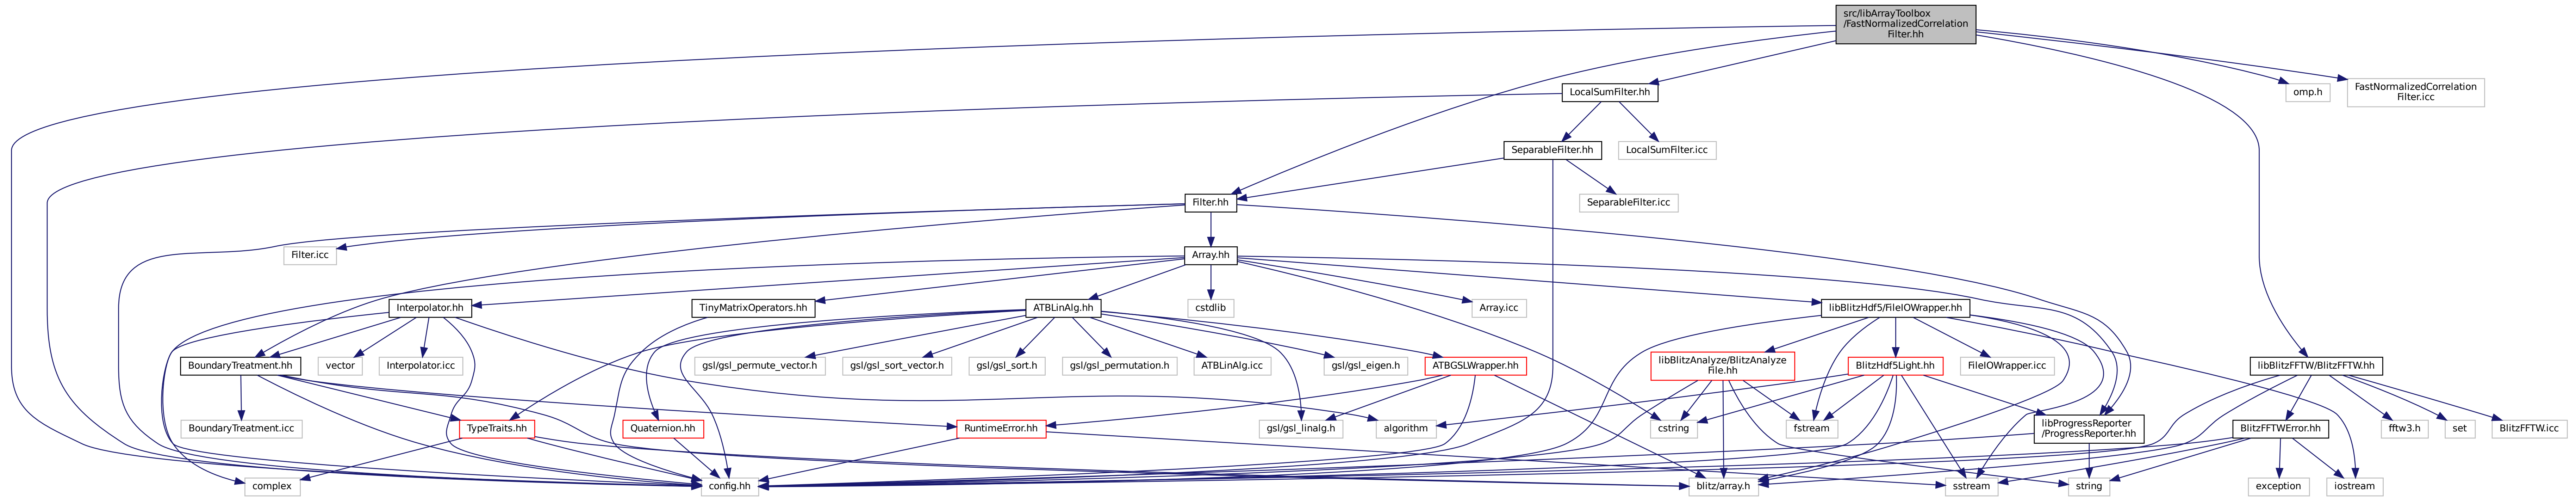 src/libArrayToolbox
/FastNormalizedCorrelation
Filter.hh
LocalSumFilter.hh
omp.h
FastNormalizedCorrelation
Filter.icc
SeparableFilter.hh
LocalSumFilter.icc
Filter.hh
SeparableFilter.icc
Filter.icc
Array.hh
Interpolator.hh
TinyMatrixOperators.hh
ATBLinAlg.hh
cstdlib
Array.icc
libBlitzHdf5/FileIOWrapper.hh
BoundaryTreatment.hh
vector
Interpolator.icc
gsl/gsl_permute_vector.h
gsl/gsl_sort_vector.h
gsl/gsl_sort.h
gsl/gsl_permutation.h
ATBLinAlg.icc
gsl/gsl_eigen.h
ATBGSLWrapper.hh
libBlitzAnalyze/BlitzAnalyze
File.hh
BlitzHdf5Light.hh
FileIOWrapper.icc
libBlitzFFTW/BlitzFFTW.hh
BoundaryTreatment.icc
TypeTraits.hh
Quaternion.hh
RuntimeError.hh
gsl/gsl_linalg.h
algorithm
cstring
fstream
libProgressReporter
/ProgressReporter.hh
BlitzFFTWError.hh
fftw3.h
set
BlitzFFTW.icc
complex
config.hh
blitz/array.h
sstream
string
exception
iostream